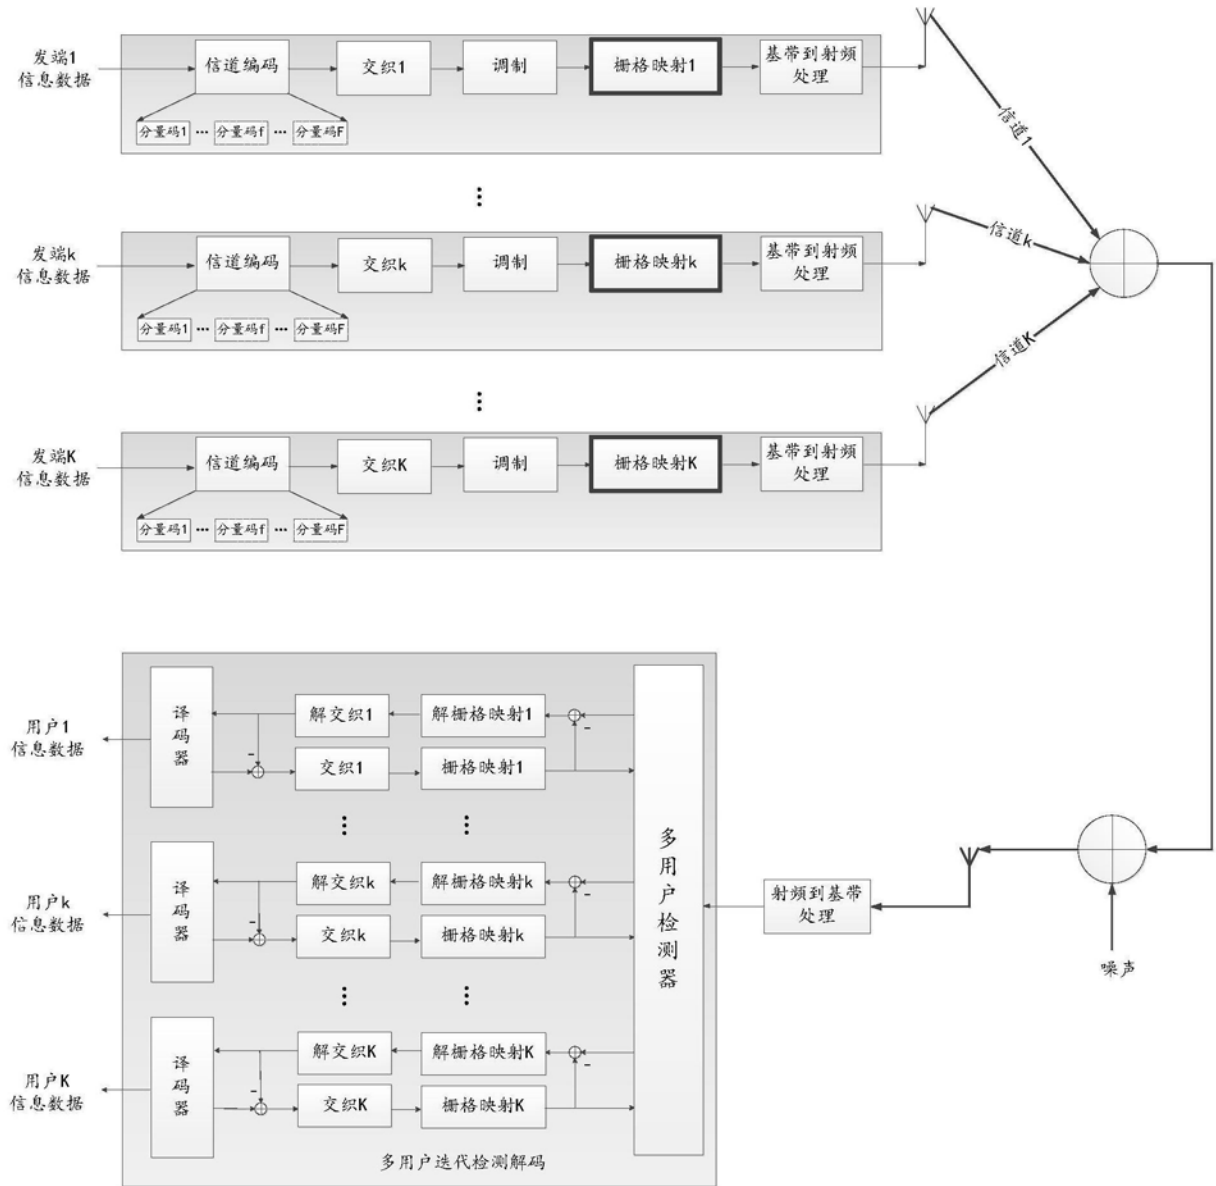 发端1
信息数据
信道编码
交织1
调制
栅格映射1
基带到射频
处理
分量码1 … 分量码f … 分量码F
信道1
⋮
发端k
信息数据
信道编码
交织k
调制
栅格映射k
基带到射频
处理
分量码1 … 分量码f … 分量码F
信道k
⋮
发端K
信息数据
信道编码
交织K
调制
栅格映射K
基带到射频
处理
分量码1 … 分量码f … 分量码F
信道K
用户1
信息数据
译码器
解交织1
解栅格映射1
-
-
交织1
栅格映射1
⋮ ⋮
用户k
信息数据
译码器
解交织k
解栅格映射k
-
-
交织k
栅格映射k
⋮ ⋮
用户K
信息数据
译码器
解交织K
解栅格映射K
-
-
交织K
栅格映射K
多用户检测器
多用户迭代检测解码
射频到基带
处理
噪声